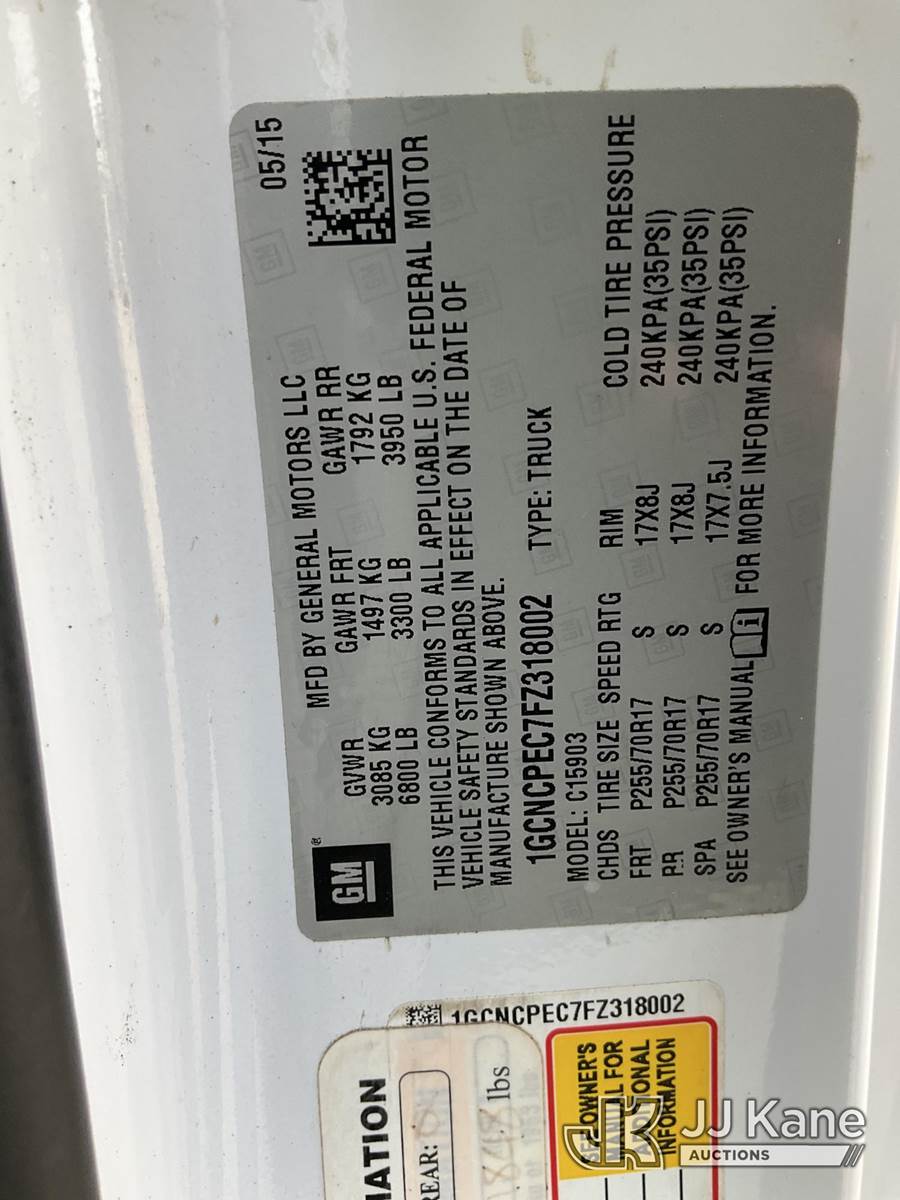 GM
®
MFD BY GENERAL MOTORS LLC 05/15
GVWR GAWR FRT GAWR RR
3085 KG 1497 KG 1792 KG
6800 LB 3300 LB 3950 LB
THIS VEHICLE CONFORMS TO ALL APPLICABLE U.S. FEDERAL MOTOR
VEHICLE SAFETY STANDARDS IN EFFECT ON THE DATE OF
MANUFACTURE SHOWN ABOVE.
1GCNCPEC7FZ318002 TYPE: TRUCK
MODEL: C15903
CHDS TIRE SIZE SPEED RTG RIM COLD TIRE PRESSURE
FRT P255/70R17 S 17X8J 240KPA(35PSI)
RR P255/70R17 S 17X8J 240KPA(35PSI)
SPA P255/70R17 S 17X7.5J 240KPA(35PSI)
SEE OWNER'S MANUAL i FOR MORE INFORMATION.
1GCNCPEC7FZ318002
REAR:
lbs
SEE OWNER'S
MANUAL FOR
ADDITIONAL
INFORMATION
JJ Kane
AUCTIONS